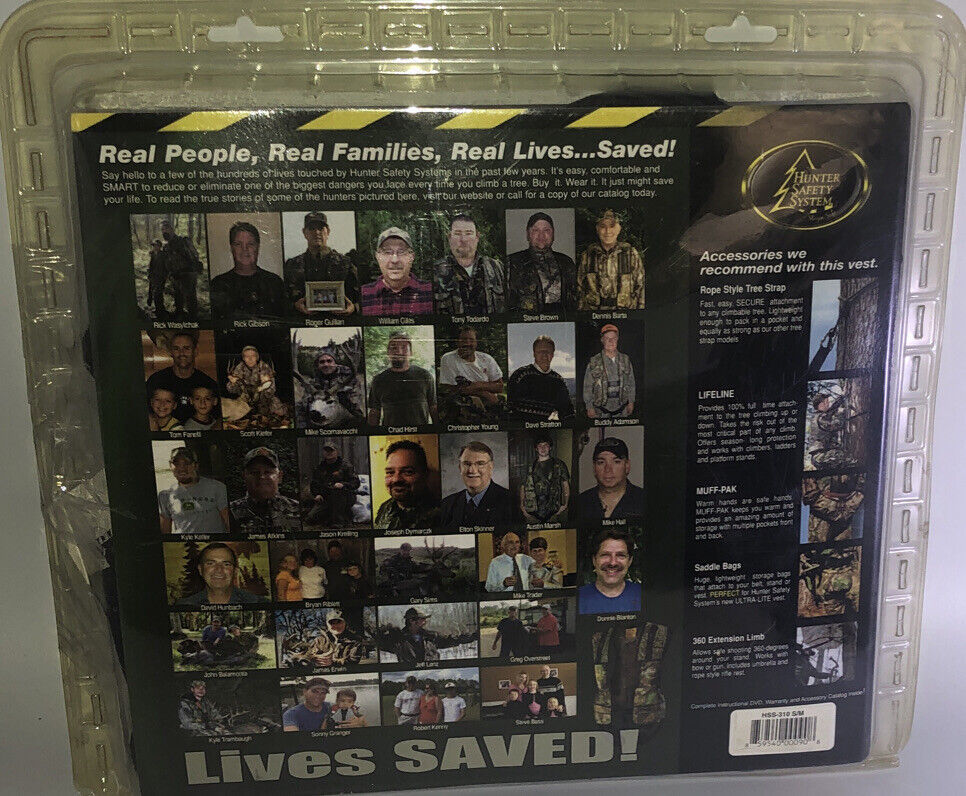 Real People, Real Families, Real Lives...Saved!
Say hello to a few of the hundreds of lives touched by Hunter Safety Systems in the past few years. It's easy, comfortable and
SMART to reduce or eliminate one of the biggest dangers you face every time you climb a tree. Buy it. Wear it. It just might save
your life. To read the true stories of some of the hunters pictured here, visit our website or call for a copy of our catalog today.
Rick Wasylchak
Rick Gibson
Roger Guilian
William Giles
Tony Todardo
Steve Brown
Dennis Barta
Tom Fanelli
Scott Kiefer
Mike Scornavacchi
Chad Hirst
Christopher Young
Dave Stratton
Buddy Adamson
Kyle Keller
James Atkins
Jason Kreiling
Joseph Dymarczk
Elton Skinner
Austin Marsh
Mike Hall
David Hunbach
Bryan Riblett
Gary Sims
Mike Trader
Donnie Blanton
John Balamonte
James Erwin
Jeff Lanz
Greg Overstreet
Kyle Trambaugh
Sonny Granger
Robert Kenny
Steve Bena
Lives SAVED!
HUNTER
SAFETY
SYSTEM
Accessories we
recommend with this vest.
Rope Style Tree Strap
Fast, easy, SECURE attachment
to any climbable tree. Lightweight
enough to pack in a pocket and
equally as strong as our other tree
strap models
LIFELINE
Provides 100% full time attach-
ment to the tree climbing up or
down. Takes the risk out of the
most critical part of any climb.
Offers season- long protection
and works with climbers, ladders
and platform stands.
MUFF-PAK
Warm hands are safe hands.
MUFF-PAK keeps you warm and
provides an amazing amount of
storage with multiple pockets front
and back
Saddle Bags
Huge, lightweight storage bags
that attach to your belt, stand or
vest. PERFECT for Hunter Safety
System's new ULTRA-LITE vest.
360 Extension Limb
Allows safe shooting 360-degrees
around your stand. Works with
bow or gun. Includes umbrella and
rope style rifle rest.
Complete Instructional DVD, Warranty and Accessory Catalog Inside!
HSS-310 S/M
8 59540 00090 8